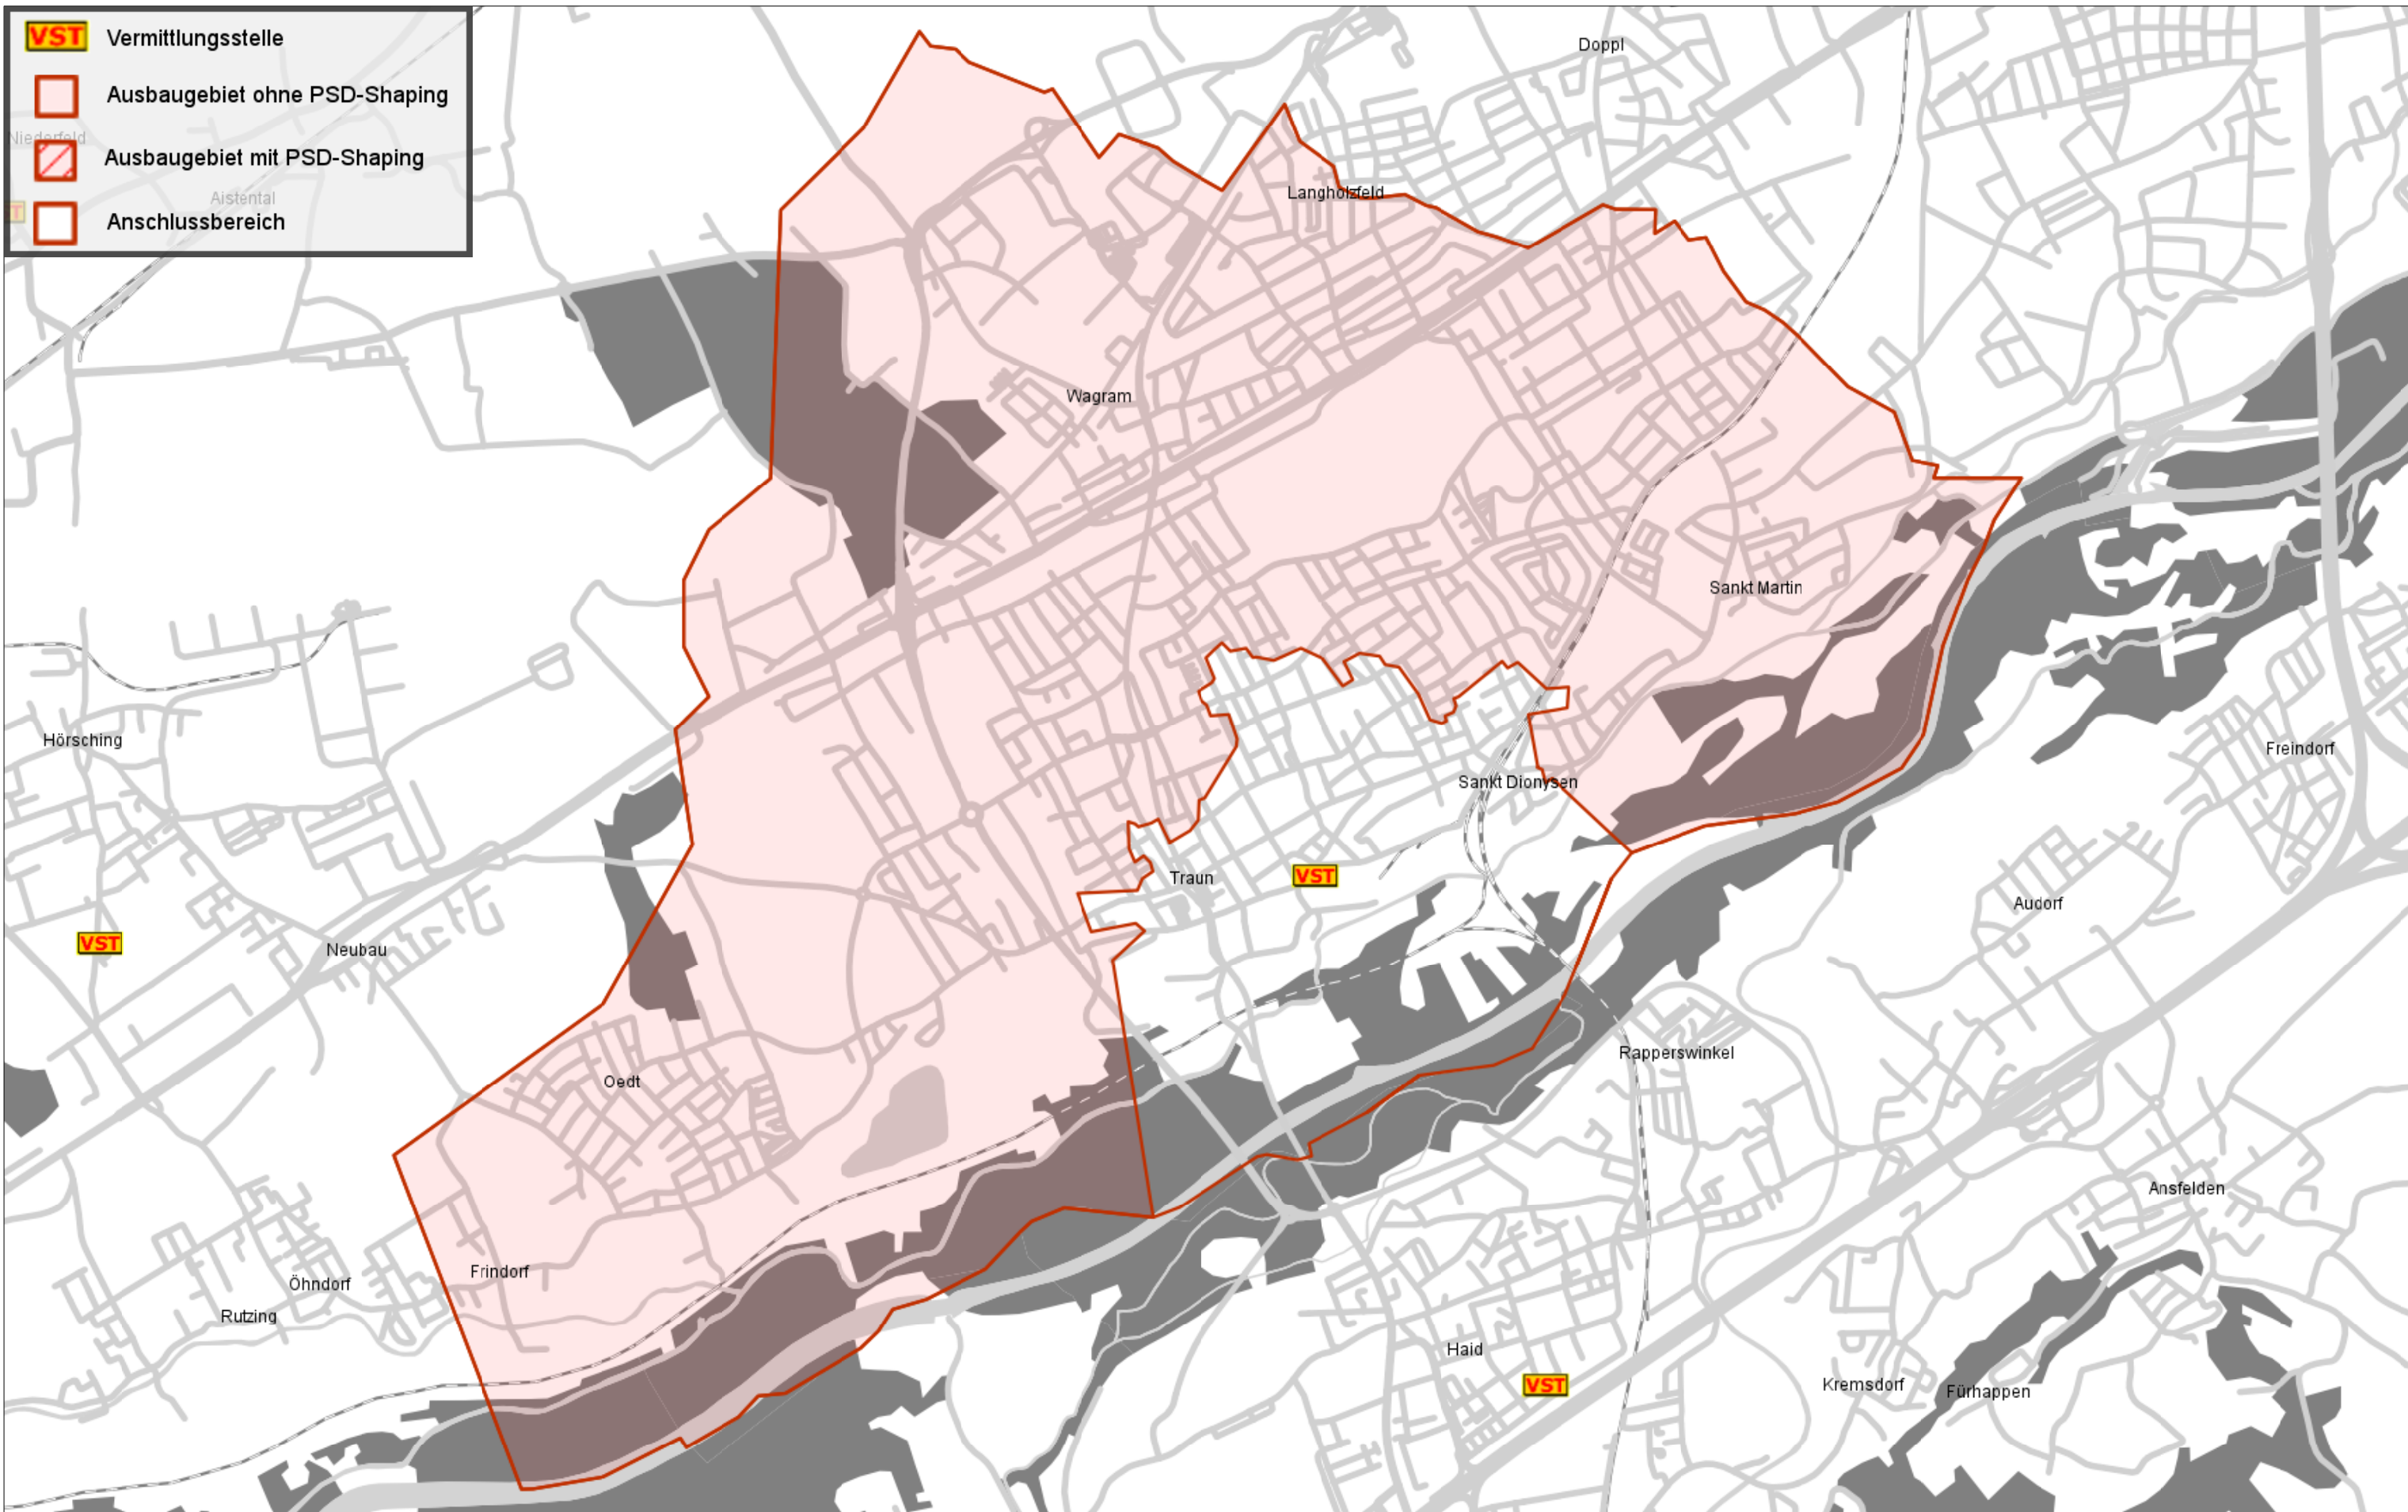 VST Vermittlungsstelle
Ausbaugebiet ohne PSD-Shaping
Niederfeld
Ausbaugebiet mit PSD-Shaping
Aistental
Anschlussbereich
Doppl
Langholzfeld
Wagram
Sankt Martin
Hörsching
Freindorf
Sankt Dionysen
VST
Traun
Audorf
VST
Neubau
Rapperswinkel
Oedt
Ansfelden
Frindorf
Öhndorf
Rutzing
Haid
VST
Kremsdorf
Fürhappen